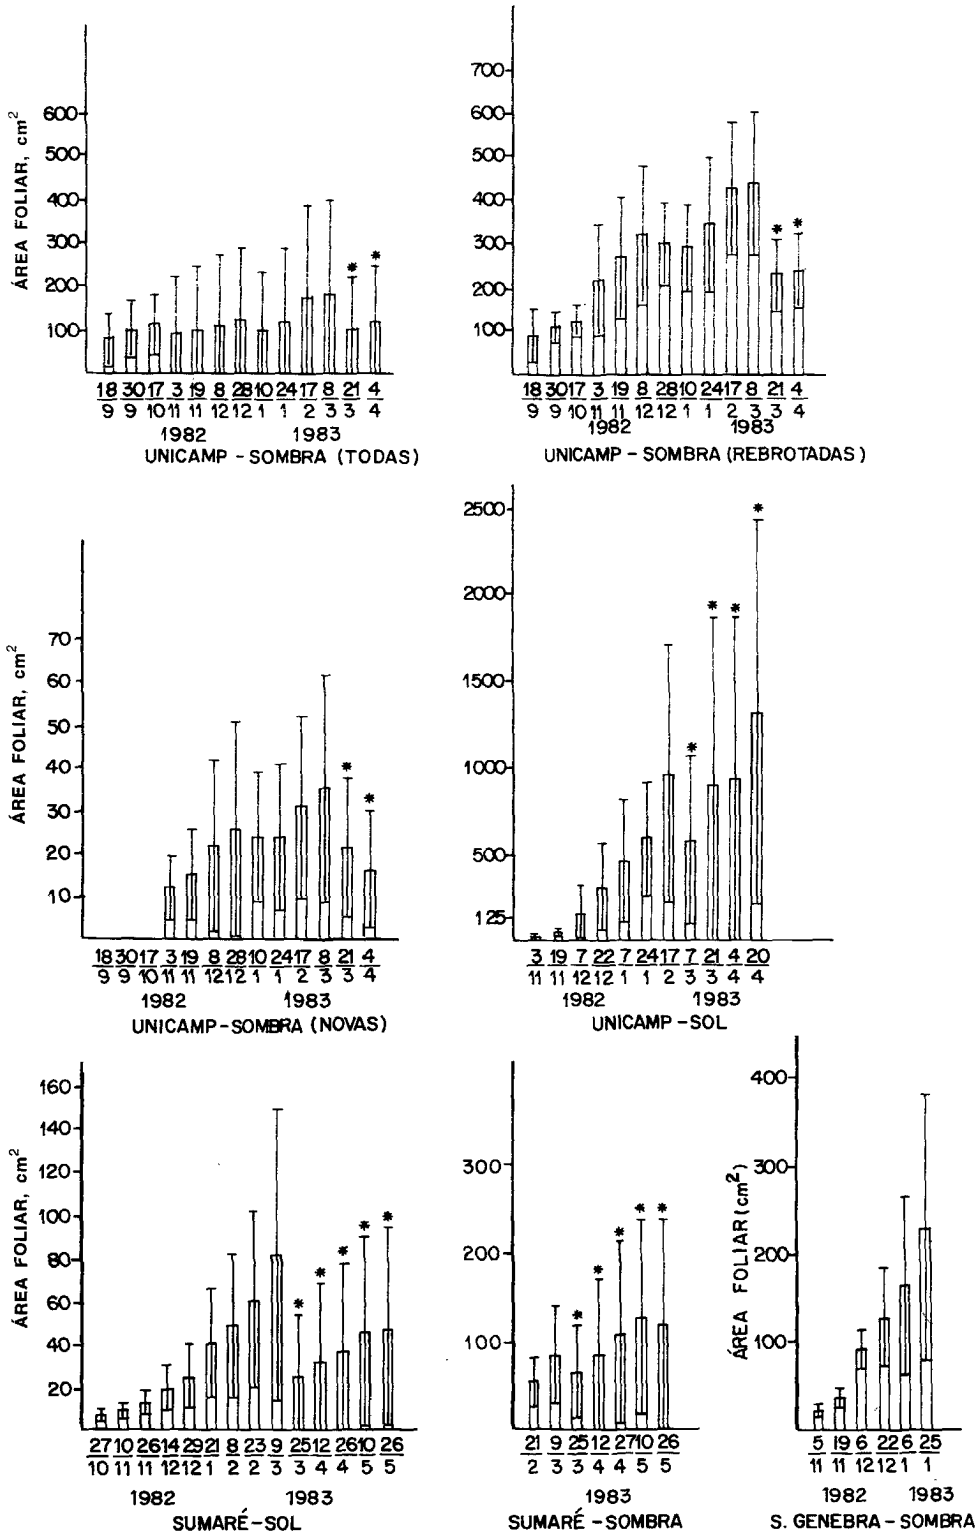 ÁREA FOLIAR, cm²
600
500
400
300
200
100
18/9 30/9 17/10 3/11 19/11 8/12 28/12 10/1 24/1 17/2 8/3 21/3 4/4
* *
1982 1983
UNICAMP - SOMBRA (TODAS)
700
600
500
400
300
200
100
18/9 30/9 17/10 3/11 19/11 8/12 28/12 10/1 24/1 17/2 8/3 21/3 4/4
* *
1982 1983
UNICAMP - SOMBRA (REBROTADAS)
ÁREA FOLIAR, cm²
70
60
50
40
30
20
10
18/9 30/9 17/10 3/11 19/11 8/12 28/12 10/1 24/1 17/2 8/3 21/3 4/4
* *
1982 1983
UNICAMP-SOMBRA (NOVAS)
2500
2000
1500
1000
500
125
3/11 19/11 7/12 22/12 7/1 24/1 17/2 7/3 21/3 4/4 20/4
* * * *
1982 1983
UNICAMP-SOL
ÁREA FOLIAR, cm²
160
140
120
100
80
60
40
20
27/10 10/11 26/11 14/12 29/12 21/1 8/2 23/2 9/3 25/3 12/4 26/4 10/5 26/5
* * * * *
1982 1983
SUMARÉ-SOL
300
200
100
21/2 9/3 25/3 12/4 27/4 10/5 26/5
* * * * *
1983
SUMARÉ-SOMBRA
ÁREA FOLIAR (cm²)
400
300
200
100
5/11 19/11 6/12 22/12 6/1 25/1
1982 1983
S. GENEBRA-SOMBRA